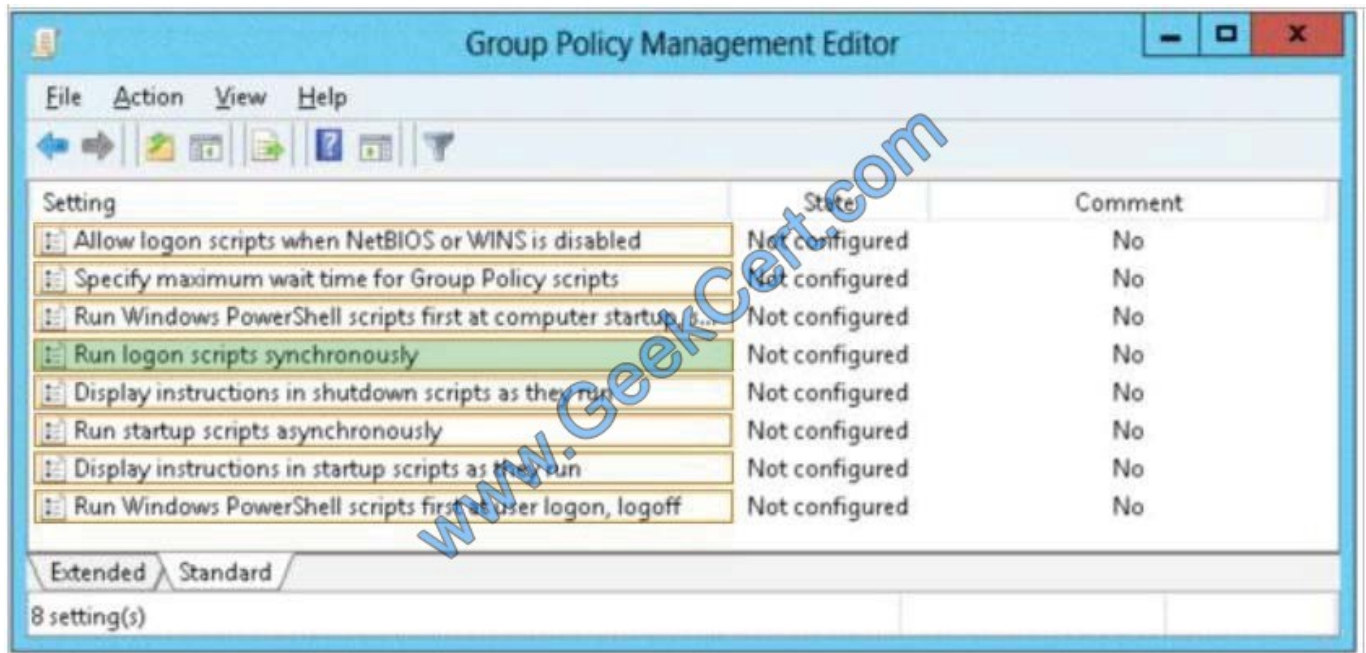 Group Policy Management Editor
File Action View Help
Setting State Comment
Allow logon scripts when NetBIOS or WINS is disabled Not configured No
Specify maximum wait time for Group Policy scripts Not configured No
Run Windows PowerShell scripts first at computer startup, s... Not configured No
Run logon scripts synchronously Not configured No
Display instructions in shutdown scripts as they run Not configured No
Run startup scripts asynchronously Not configured No
Display instructions in startup scripts as they run Not configured No
Run Windows PowerShell scripts first at user logon, logoff Not configured No
www.GeekCert.com
Extended Standard
8 setting(s)